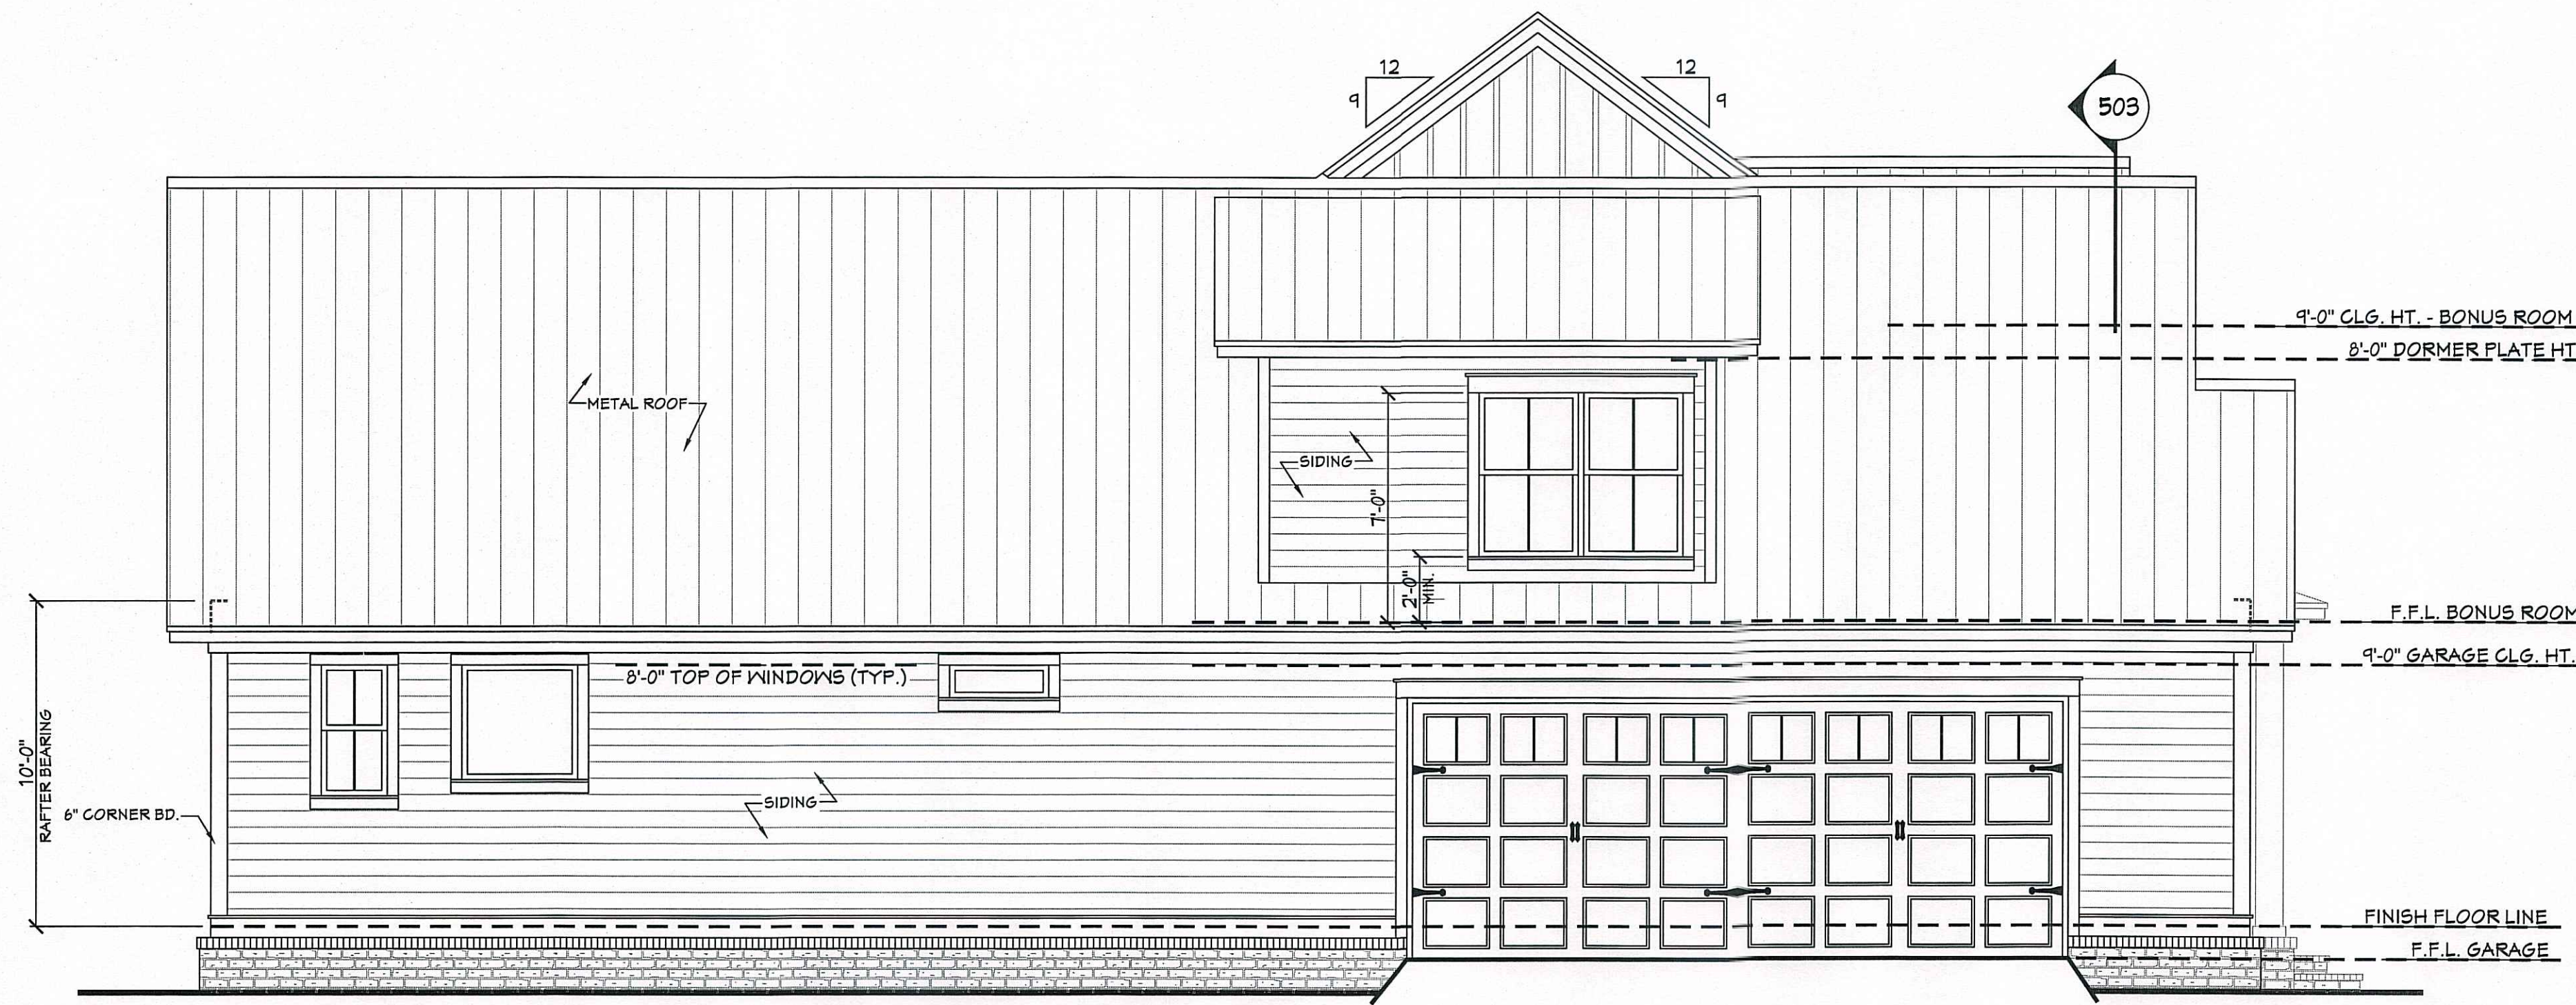 12
12
9
9
503
9'-0" CLG. HT. - BONUS ROOM
8'-0" DORMER PLATE HT
METAL ROOF
SIDING
7'-0"
2'-0"
MIN.
F.F.L. BONUS ROOM
9'-0" GARAGE CLG. HT.
8'-0" TOP OF WINDOWS (TYP.)
10'-0"
RAFTER BEARING
6" CORNER BD.
SIDING
FINISH FLOOR LINE
F.F.L. GARAGE